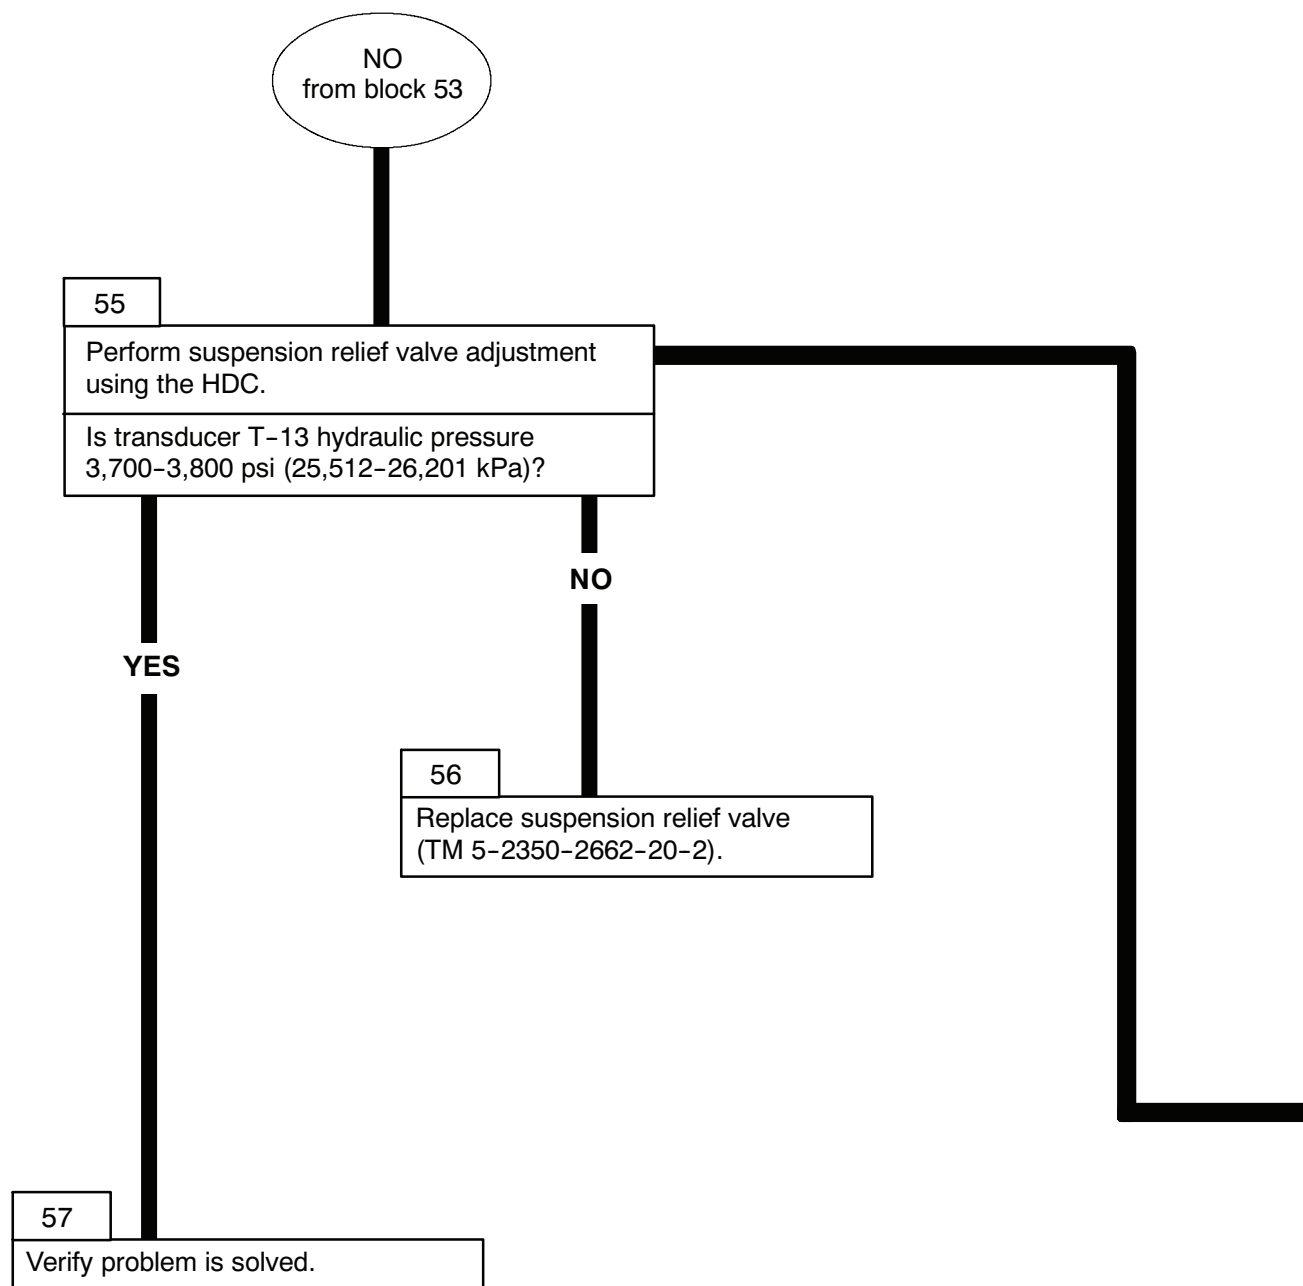 NO
from block 53
55
Perform suspension relief valve adjustment
using the HDC.
Is transducer T-13 hydraulic pressure
3,700-3,800 psi (25,512-26,201 kPa)?
NO
YES
56
Replace suspension relief valve
(TM 5-2350-2662-20-2).
57
Verify problem is solved.